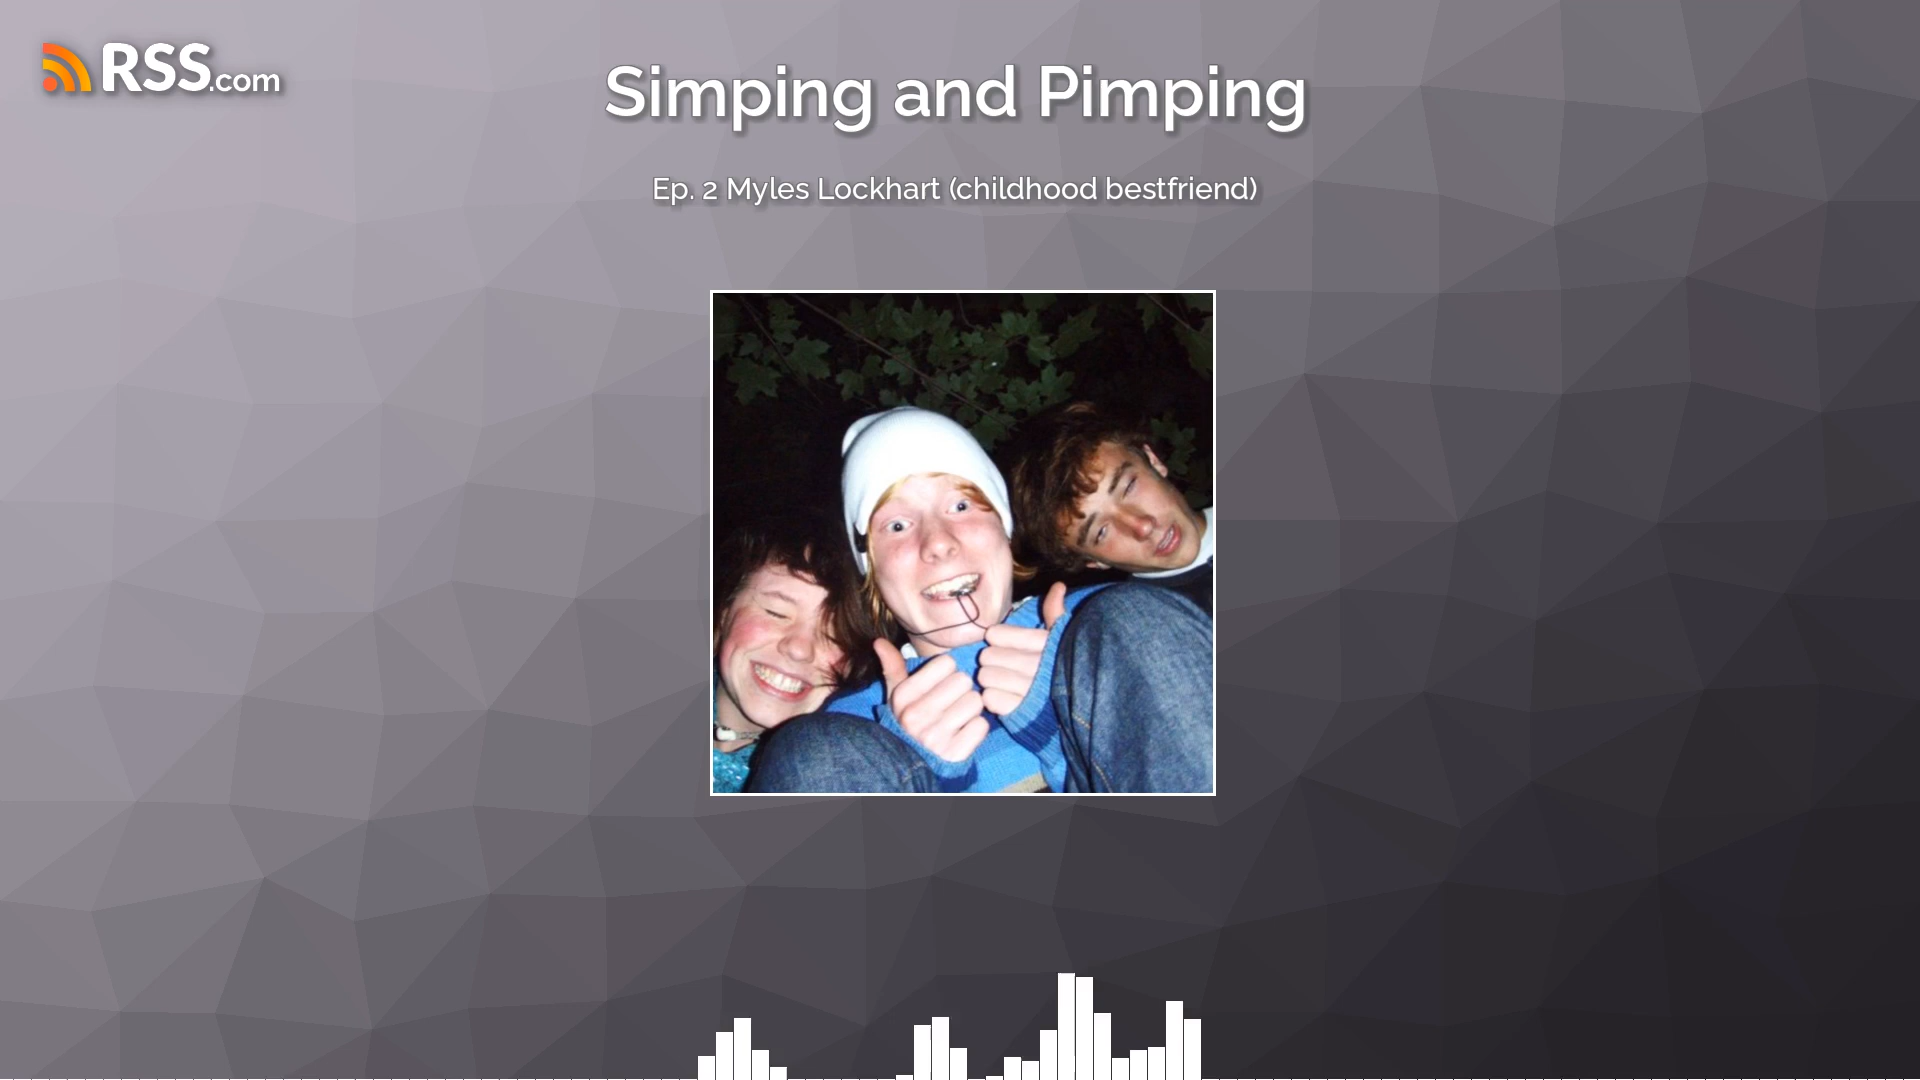 RSS.com
Simping and Pimping
Ep. 2 Myles Lockhart (childhood bestfriend)